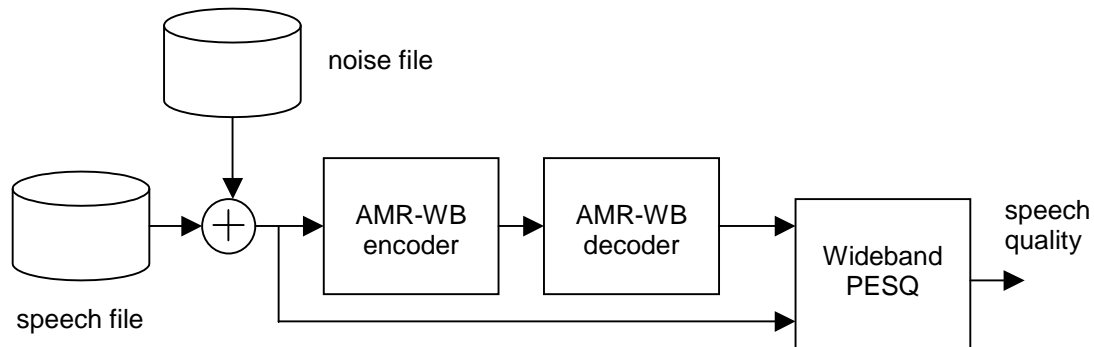 noise file
speech file
+
AMR-WB
encoder
AMR-WB
decoder
Wideband
PESQ
speech
quality